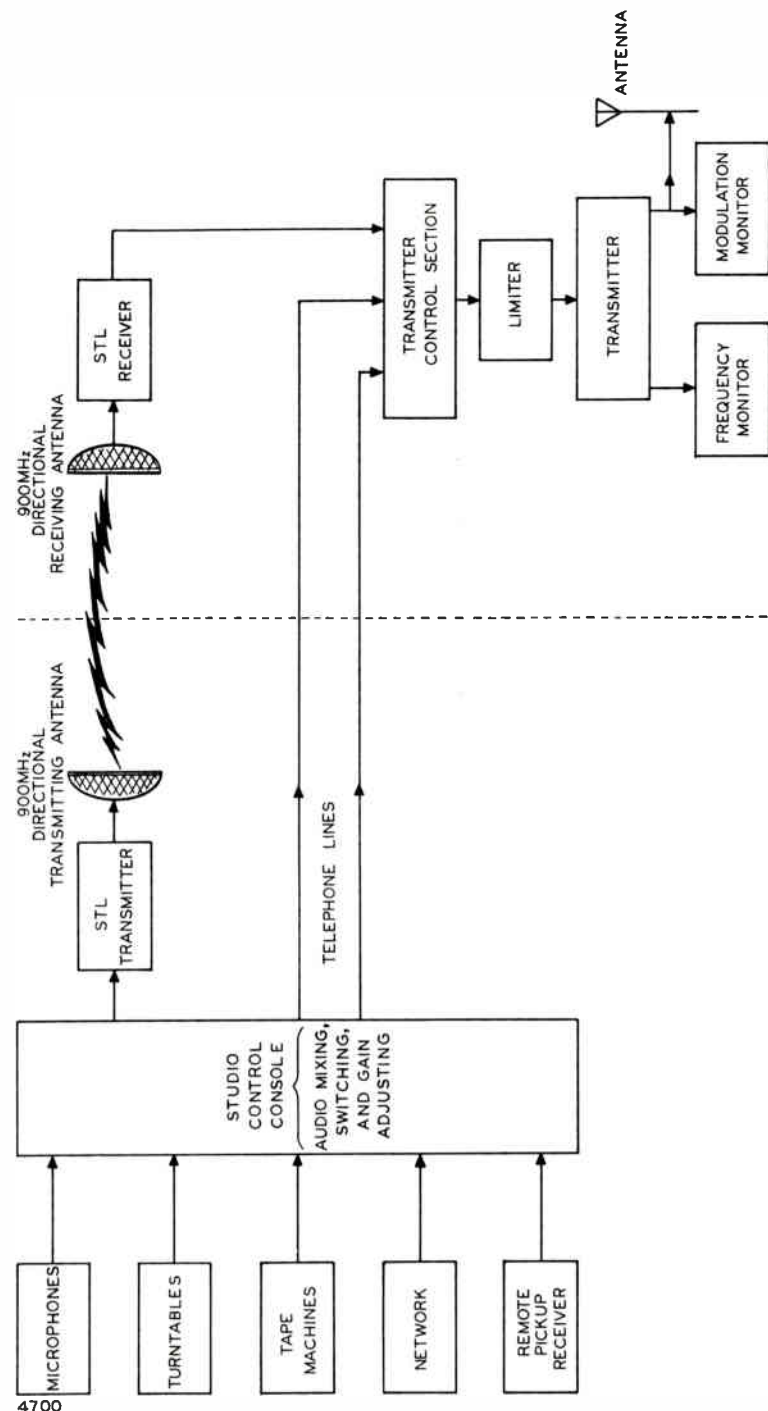 MICROPHONES
TURNTABLES
TAPE
MACHINES
NETWORK
REMOTE
PICKUP
RECEIVER
STUDIO
CONTROL
CONSOLE
AUDIO MIXING,
SWITCHING,
AND GAIN
ADJUSTING
STL
TRANSMITTER
900MHz
DIRECTIONAL
TRANSMITTING ANTENNA
TELEPHONE LINES
900MHz
DIRECTIONAL
RECEIVING ANTENNA
STL
RECEIVER
TRANSMITTER
CONTROL SECTION
LIMITER
TRANSMITTER
FREQUENCY
MONITOR
MODULATION
MONITOR
ANTENNA
4700